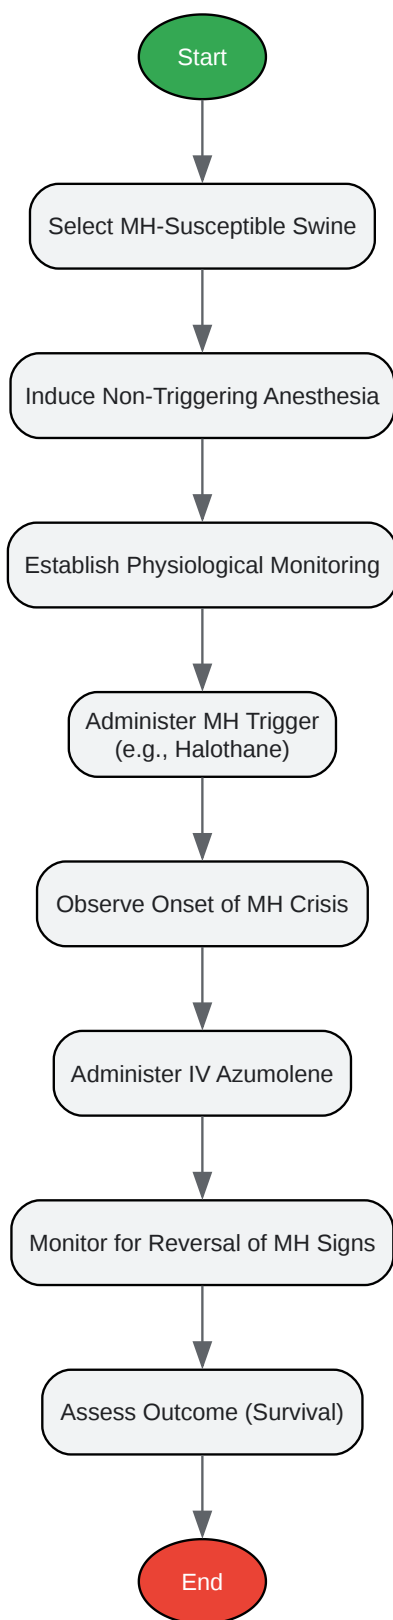 Start
Select MH-Susceptible Swine
Induce Non-Triggering Anesthesia
Establish Physiological Monitoring
Administer MH Trigger
(e.g., Halothane)
Observe Onset of MH Crisis
Administer IV Azumolene
Monitor for Reversal of MH Signs
Assess Outcome (Survival)
End